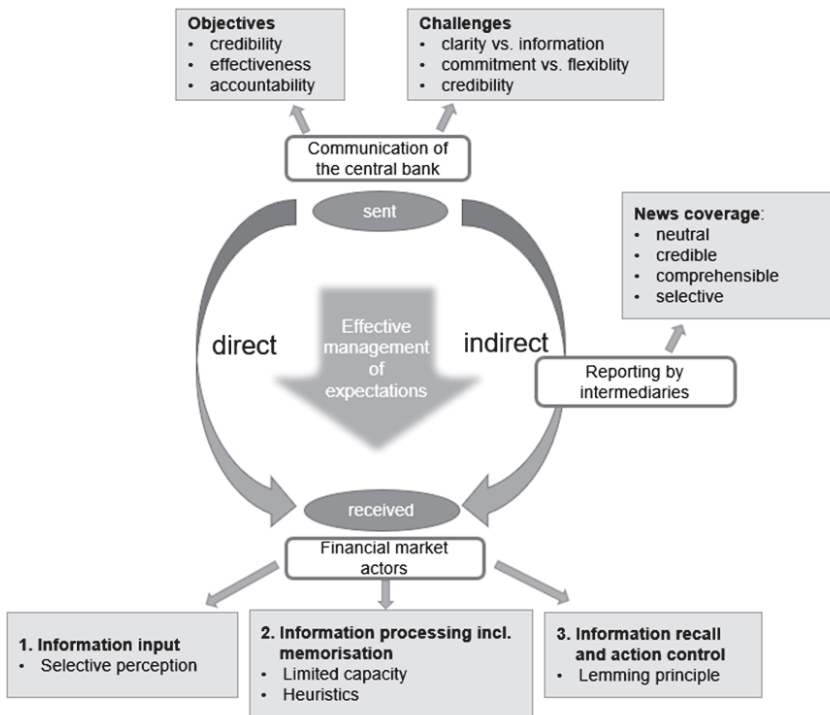 Objectives
• credibility
• effectiveness
• accountability
Challenges
• clarity vs. information
• commitment vs. flexiblity
• credibility
Communication of
the central bank
sent
News coverage:
• neutral
• credible
• comprehensible
• selective
direct
Effective
management
of
expectations
indirect
Reporting by
intermediaries
received
Financial market
actors
1. Information input
• Selective perception
2. Information processing incl.
memorisation
• Limited capacity
• Heuristics
3. Information recall
and action control
• Lemming principle